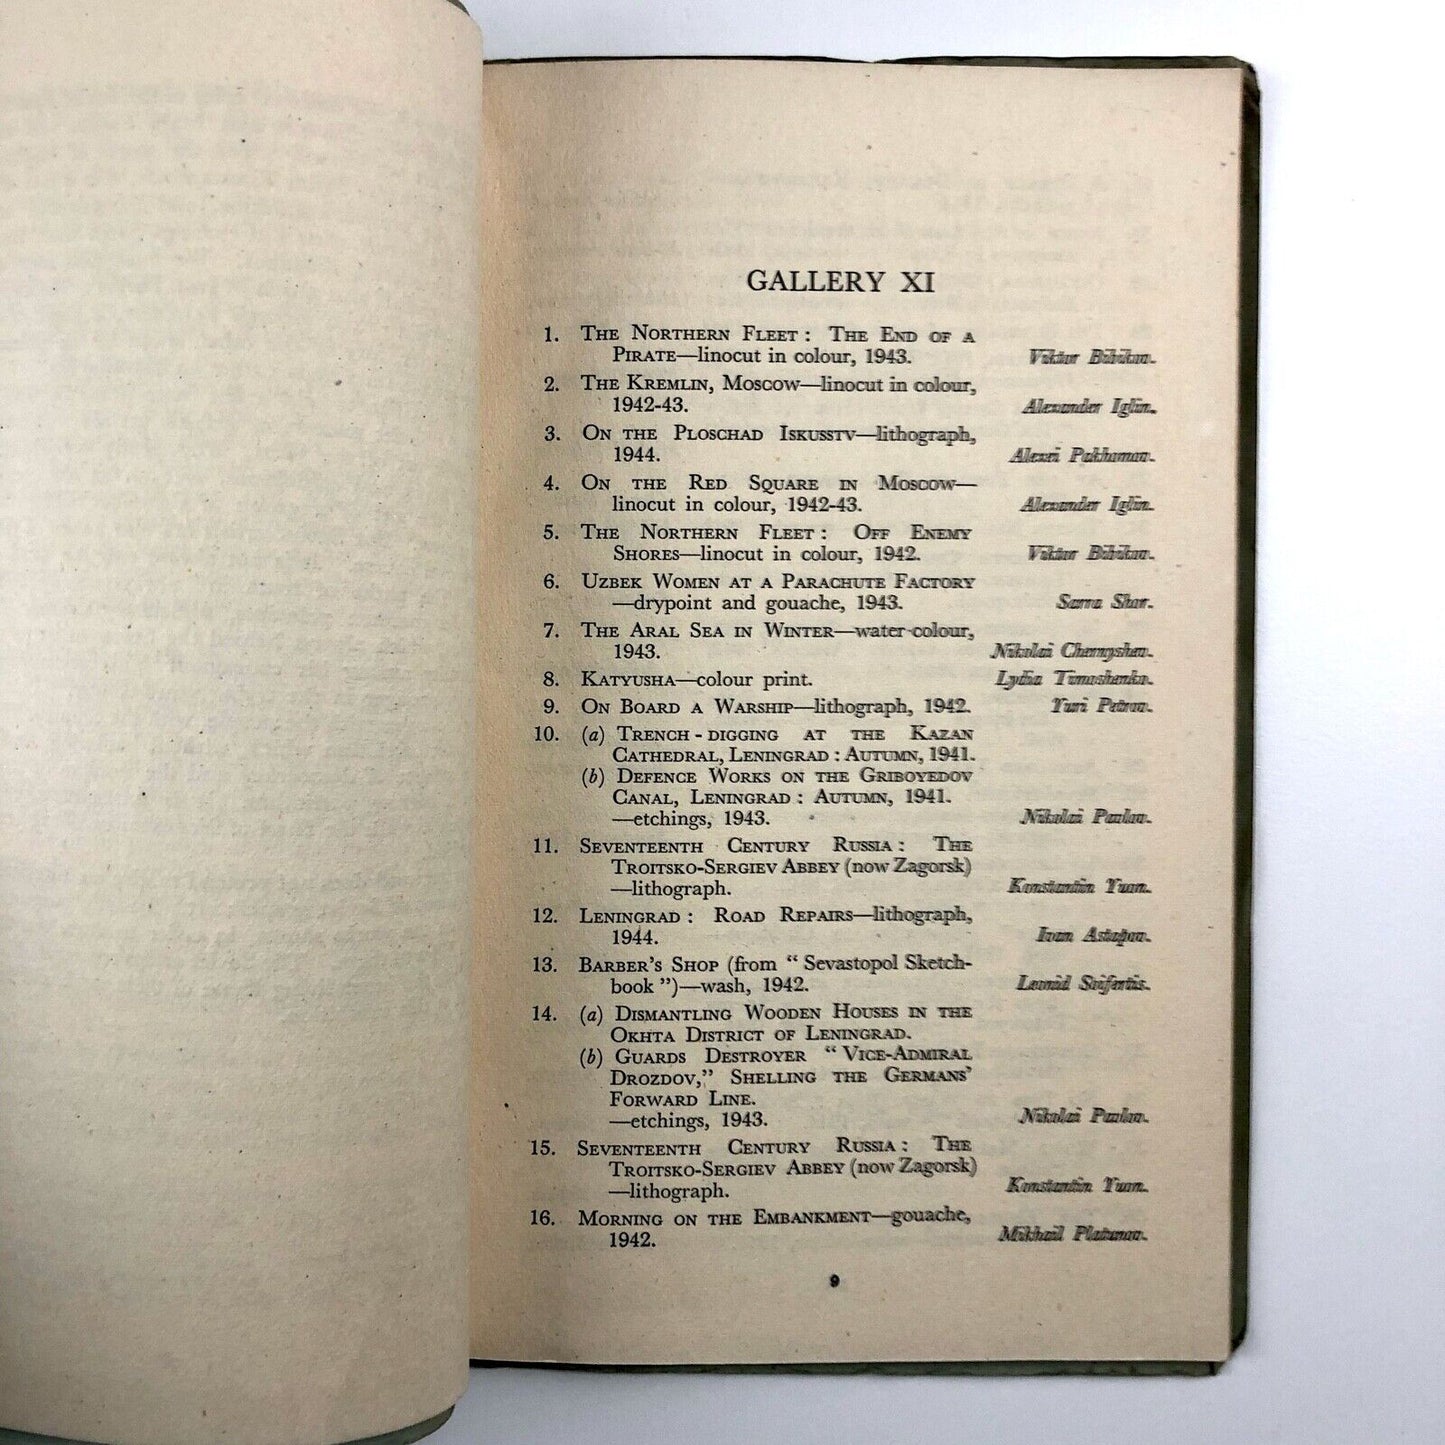 GALLERY XI
1. THE NORTHERN FLEET : THE END OF A
PIRATE—linocut in colour, 1943. Viktor Bibikov.
2. THE KREMLIN, MOSCOW—linocut in colour,
1942-43. Alexander Iglin.
3. ON THE PLOSCHAD ISKUSSTV—lithograph,
1944. Alexei Pakhomov.
4. ON THE RED SQUARE IN MOSCOW—
linocut in colour, 1942-43. Alexander Iglin.
5. THE NORTHERN FLEET : OFF ENEMY
SHORES—linocut in colour, 1942. Viktor Bibikov.
6. UZBEK WOMEN AT A PARACHUTE FACTORY
—drypoint and gouache, 1943. Sarra Shor.
7. THE ARAL SEA IN WINTER—water-colour,
1943. Nikolai Chernyshev.
8. KATYUSHA—colour print. Lydia Timoshenko.
9. ON BOARD A WARSHIP—lithograph, 1942. Yuri Petrov.
10. (a) TRENCH-DIGGING AT THE KAZAN
CATHEDRAL, LENINGRAD : AUTUMN, 1941.
(b) DEFENCE WORKS ON THE GRIBOYEDOV
CANAL, LENINGRAD : AUTUMN, 1941.
—etchings, 1943. Nikolai Pavlov.
11. SEVENTEENTH CENTURY RUSSIA : THE
TROITSKO-SERGIEV ABBEY (now Zagorsk)
—lithograph. Konstantin Yuon.
12. LENINGRAD : ROAD REPAIRS—lithograph,
1944. Ivan Astapov.
13. BARBER'S SHOP (from “ Sevastopol Sketch-
book ”)—wash, 1942. Leonid Soifertis.
14. (a) DISMANTLING WOODEN HOUSES IN THE
OKHTA DISTRICT OF LENINGRAD.
(b) GUARDS DESTROYER “ VICE-ADMIRAL
DROZDOV,” SHELLING THE GERMANS'
FORWARD LINE.
—etchings, 1943. Nikolai Pavlov.
15. SEVENTEENTH CENTURY RUSSIA : THE
TROITSKO-SERGIEV ABBEY (now Zagorsk)
—lithograph. Konstantin Yuon.
16. MORNING ON THE EMBANKMENT—gouache,
1942. Mikhail Platunov.
9